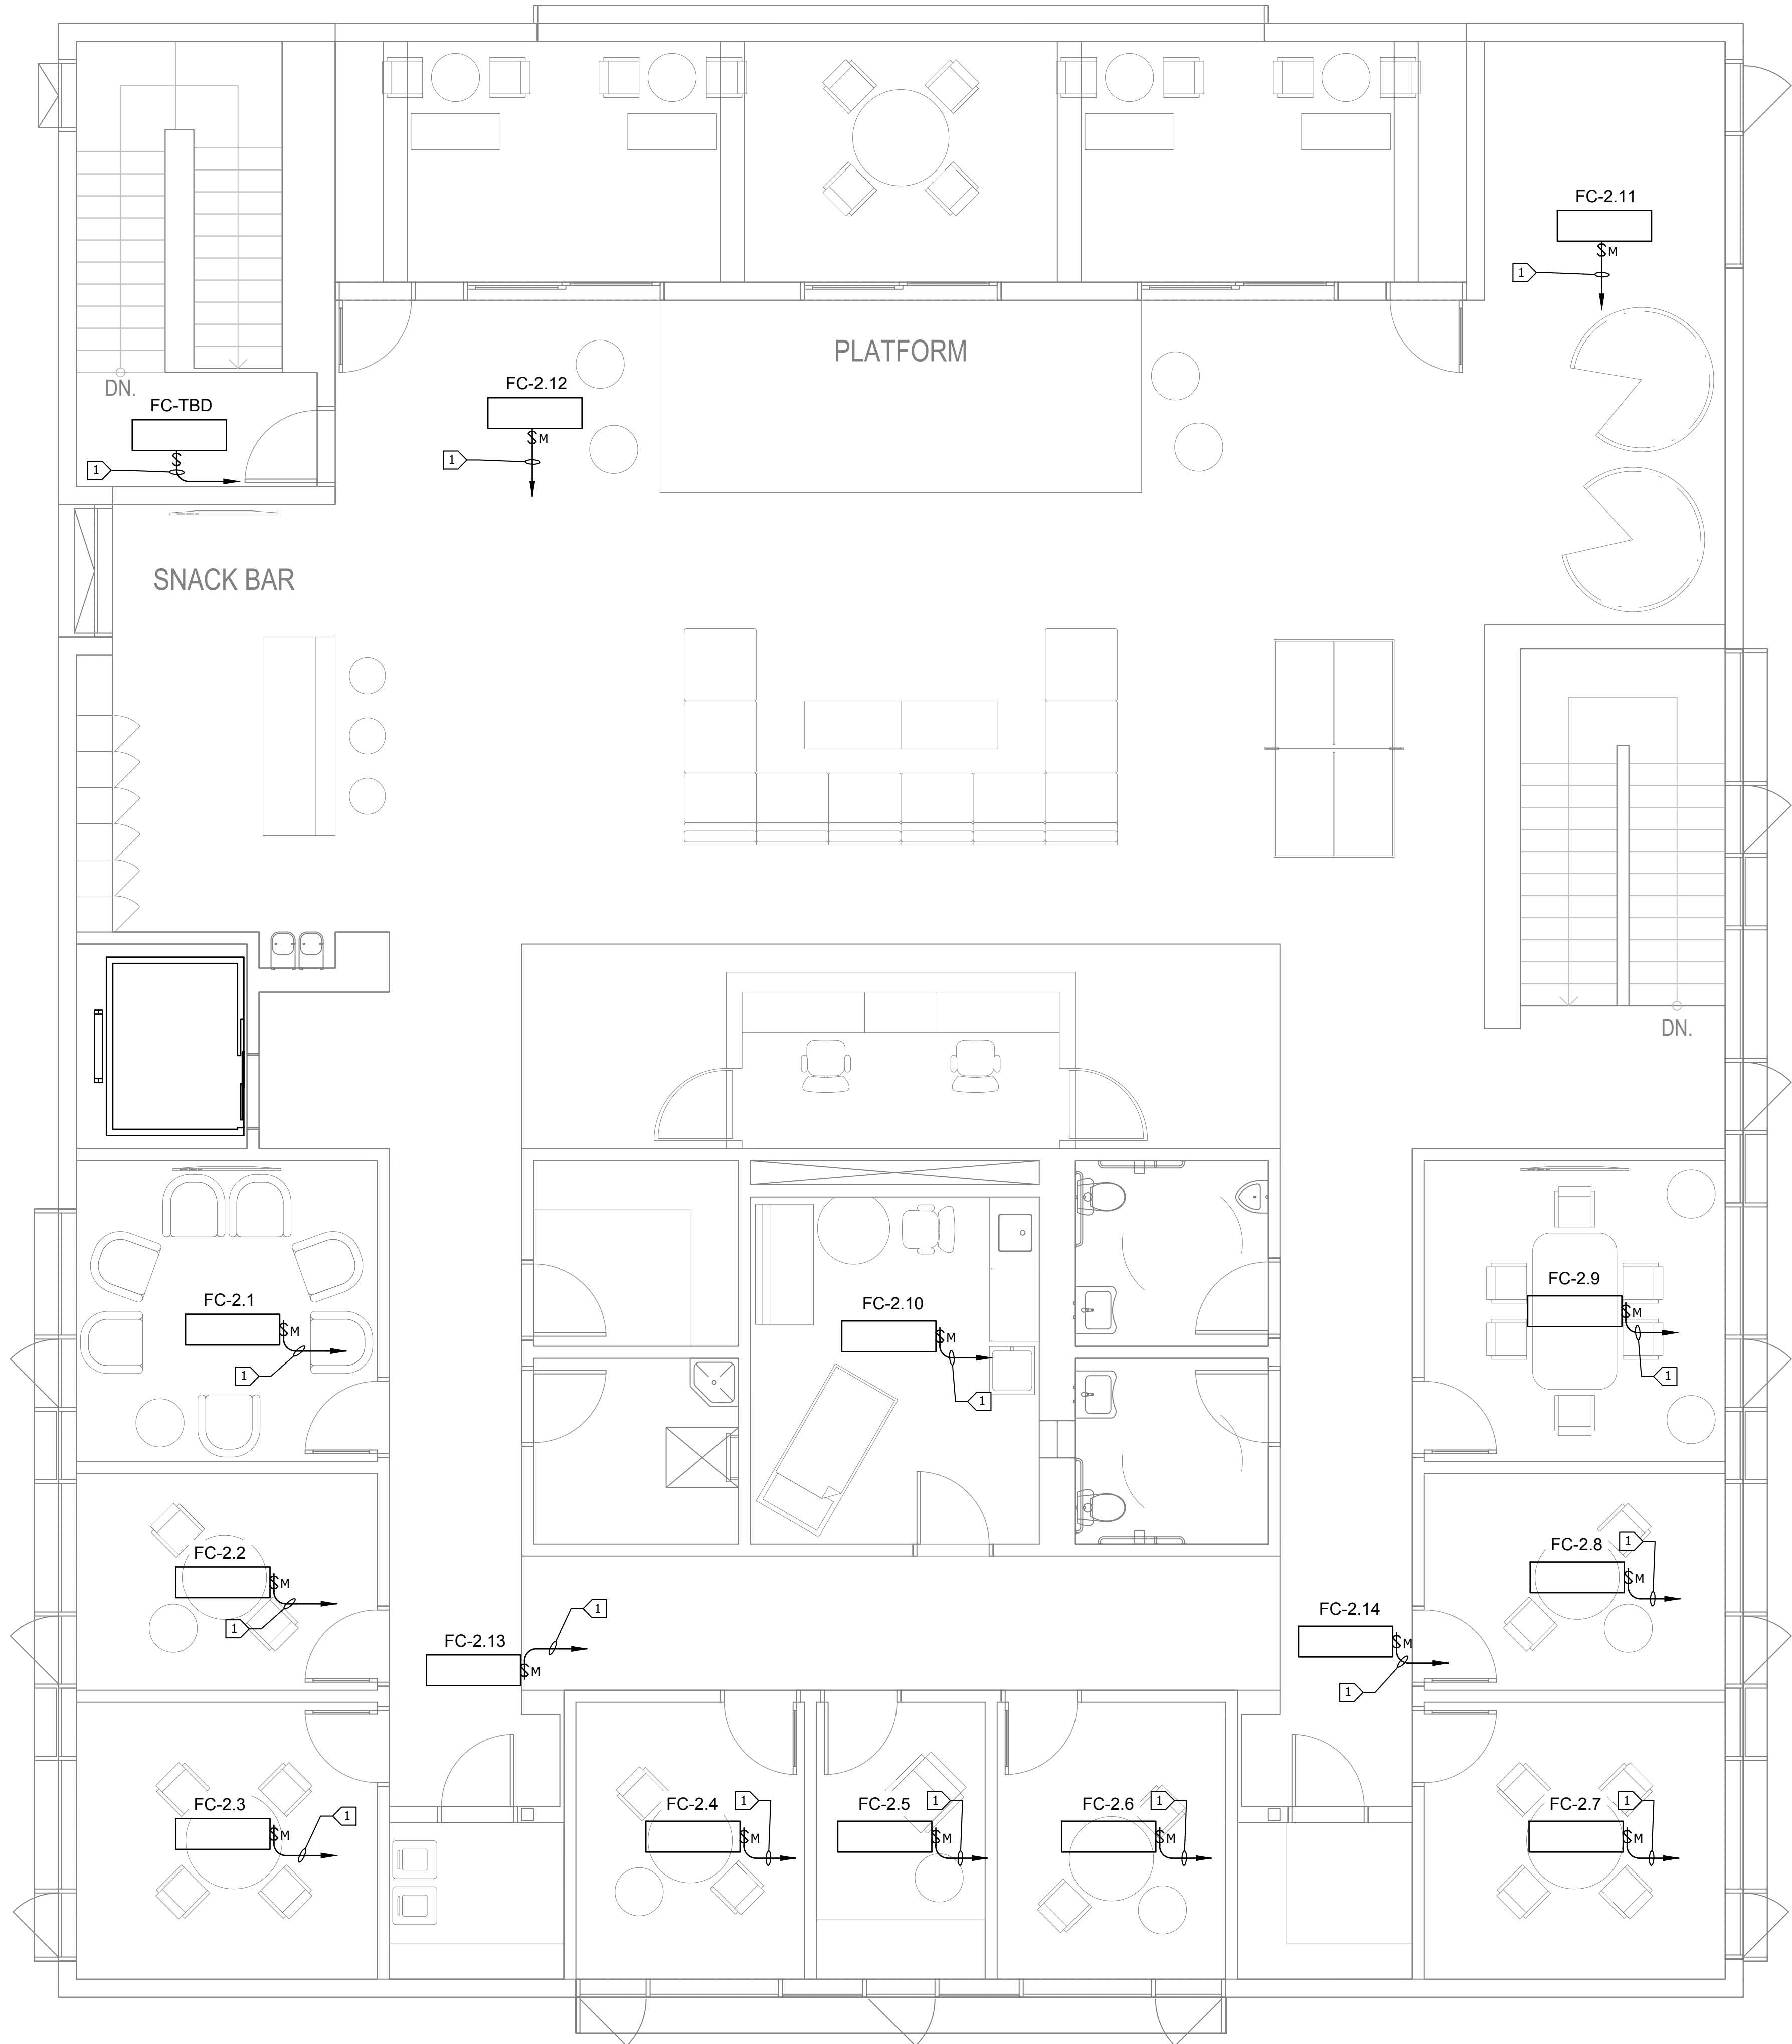 FC-2.11
M
1
PLATFORM
DN.
FC-2.12
M
1
FC-TBD
1
SNACK BAR
DN.
FC-2.1
M
1
FC-2.10
M
1
FC-2.9
M
1
FC-2.2
M
1
FC-2.8
1
M
FC-2.13
M
1
FC-2.14
M
1
FC-2.3
M
1
FC-2.4
1
M
FC-2.5
1
M
FC-2.6
1
M
FC-2.7
1
M